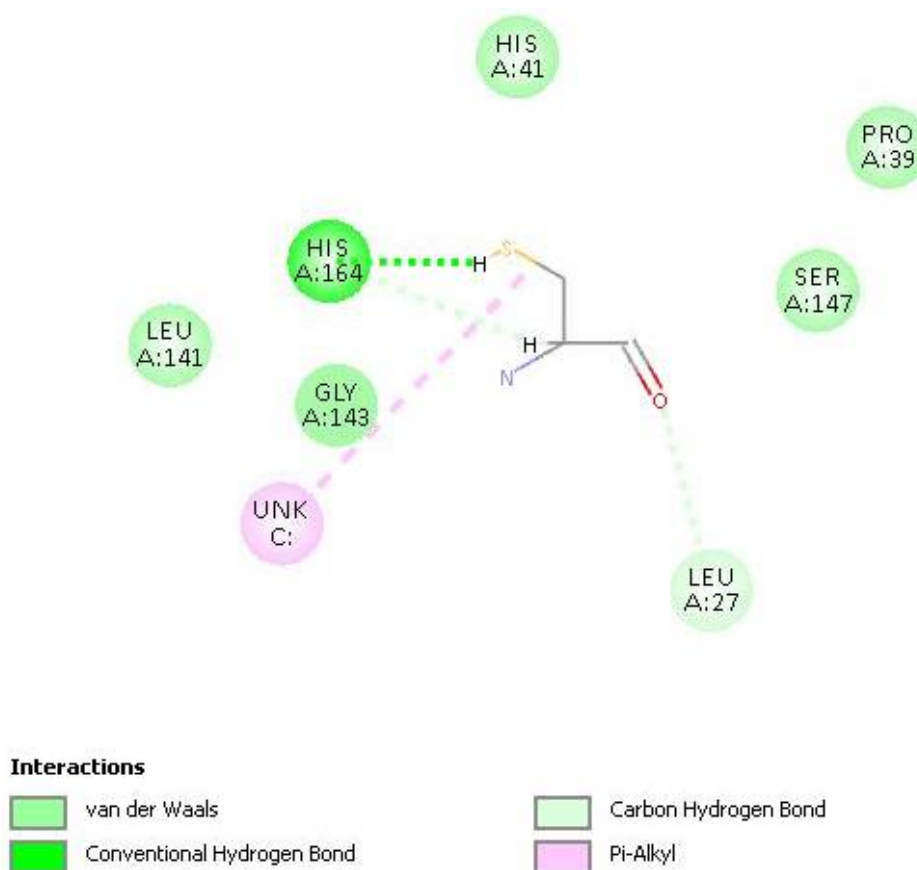 HIS
A:41
PRO
A:39
HIS
A:164
H
S
SER
A:147
LEU
A:141
H
N
O
GLY
A:143
UNK
C:
LEU
A:27
Interactions
van der Waals
Conventional Hydrogen Bond
Carbon Hydrogen Bond
Pi-Alkyl